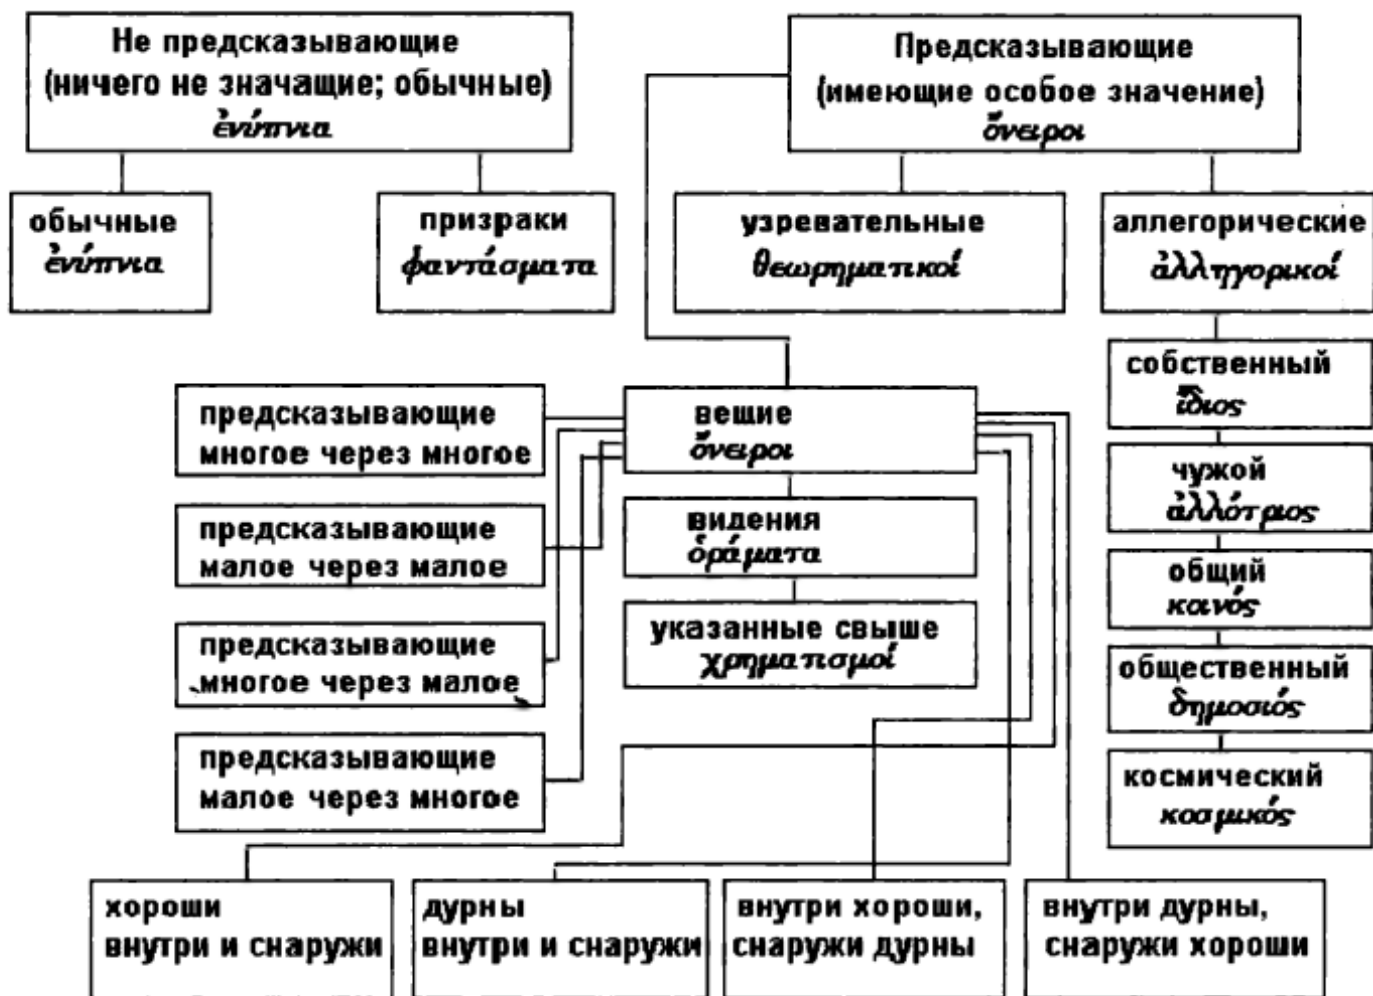 Не предсказывающие
(ничего не значащие; обычные)
ἐνύπνια
Предсказывающие
(имеющие особое значение)
ὄνειροι
обычные
ἐνύπνια
призраки
φαντάσματα
узревательные
θεωρηματικοί
аллегорические
ἀλληγορικοί
собственный
ἴδιος
чужой
ἀλλότριος
общий
καινός
общественный
δημοσιός
космический
κοσμικός
вещие
ὄνειροι
видения
ὁράματα
указанные свыше
χρηματισμοί
предсказывающие
многое через многое
предсказывающие
малое через малое
предсказывающие
многое через малое
предсказывающие
малое через многое
хороши
внутри и снаружи
дурны
внутри и снаружи
внутри хороши,
снаружи дурны
внутри дурны,
снаружи хороши